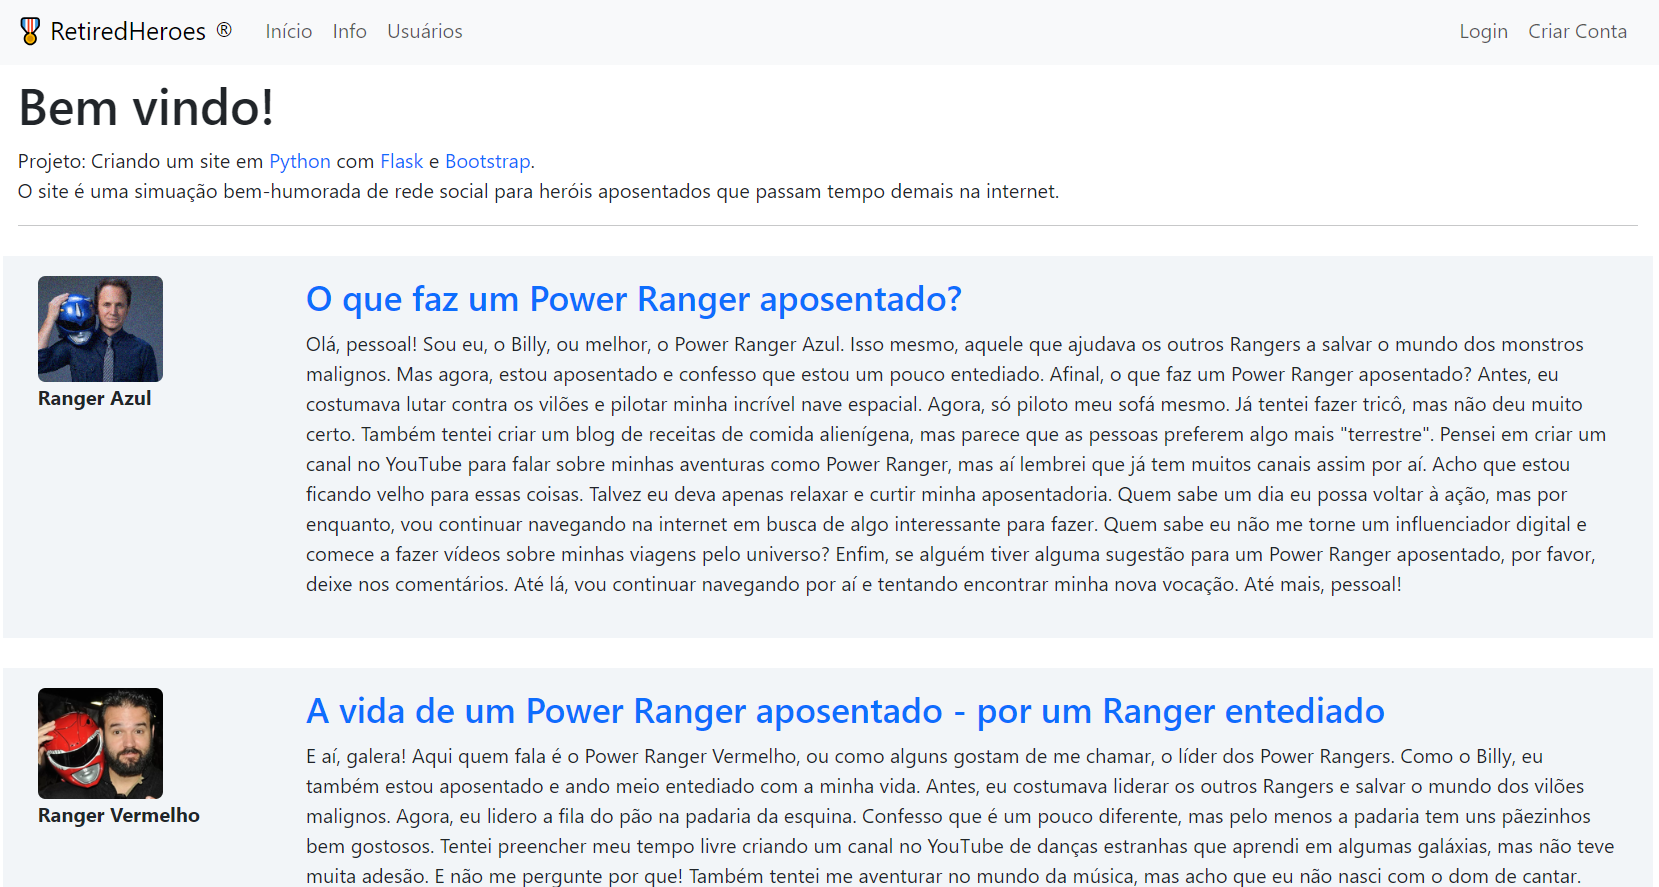 RetiredHeroes ® Início Info Usuários Login Criar Conta
Bem vindo!
Projeto: Criando um site em Python com Flask e Bootstrap.
O site é uma simuação bem-humorada de rede social para heróis aposentados que passam tempo demais na internet.
Ranger Azul
O que faz um Power Ranger aposentado?
Olá, pessoal! Sou eu, o Billy, ou melhor, o Power Ranger Azul. Isso mesmo, aquele que ajudava os outros Rangers a salvar o mundo dos monstros
malignos. Mas agora, estou aposentado e confesso que estou um pouco entediado. Afinal, o que faz um Power Ranger aposentado? Antes, eu
costumava lutar contra os vilões e pilotar minha incrível nave espacial. Agora, só piloto meu sofá mesmo. Já tentei fazer tricô, mas não deu muito
certo. Também tentei criar um blog de receitas de comida alienígena, mas parece que as pessoas preferem algo mais "terrestre". Pensei em criar um
canal no YouTube para falar sobre minhas aventuras como Power Ranger, mas aí lembrei que já tem muitos canais assim por aí. Acho que estou
ficando velho para essas coisas. Talvez eu deva apenas relaxar e curtir minha aposentadoria. Quem sabe um dia eu possa voltar à ação, mas por
enquanto, vou continuar navegando na internet em busca de algo interessante para fazer. Quem sabe eu não me torne um influenciador digital e
comece a fazer vídeos sobre minhas viagens pelo universo? Enfim, se alguém tiver alguma sugestão para um Power Ranger aposentado, por favor,
deixe nos comentários. Até lá, vou continuar navegando por aí e tentando encontrar minha nova vocação. Até mais, pessoal!
Ranger Vermelho
A vida de um Power Ranger aposentado - por um Ranger entediado
E aí, galera! Aqui quem fala é o Power Ranger Vermelho, ou como alguns gostam de me chamar, o líder dos Power Rangers. Como o Billy, eu
também estou aposentado e ando meio entediado com a minha vida. Antes, eu costumava liderar os outros Rangers e salvar o mundo dos vilões
malignos. Agora, eu lidero a fila do pão na padaria da esquina. Confesso que é um pouco diferente, mas pelo menos a padaria tem uns pãezinhos
bem gostosos. Tentei preencher meu tempo livre criando um canal no YouTube de danças estranhas que aprendi em algumas galáxias, mas não teve
muita adesão. E não me pergunte por que! Também tentei me aventurar no mundo da música, mas acho que eu não nasci com o dom de cantar.